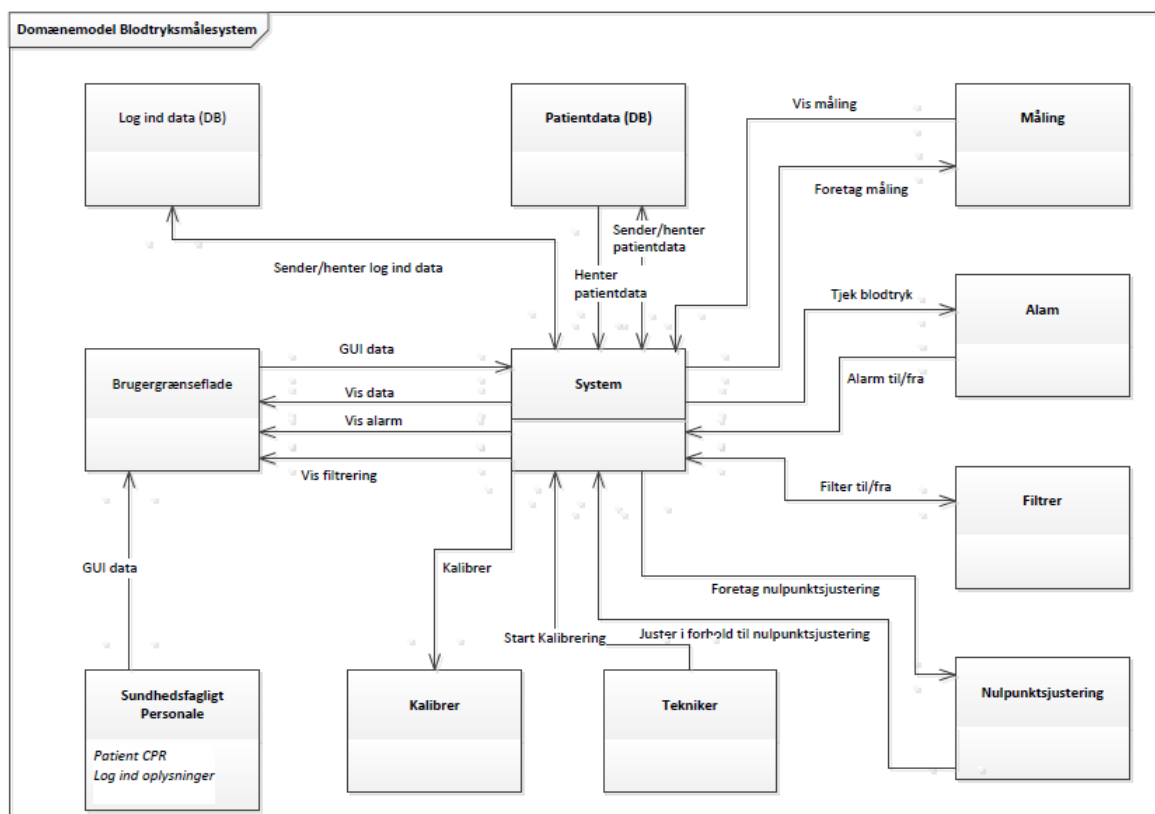 Domænemodel Blodtryksmålesystem
Log ind data (DB)
Patientdata (DB)
Vis måling
Måling
Foretag måling
Sender/henter
patientdata
Sender/henter log ind data
Henter
patientdata
Tjek blodtryk
Alam
GUI data
Brugergrænseflade
System
Vis data
Alarm til/fra
Vis alarm
Vis filtrering
Filter til/fra
Filtrer
GUI data
Kalibrer
Foretag nulpunktsjustering
Start Kalibrering
Juster i forhold til nulpunktsjustering
Sundhedsfagligt
Personale
Patient CPR
Log ind oplysninger
Kalibrer
Tekniker
Nulpunktsjustering